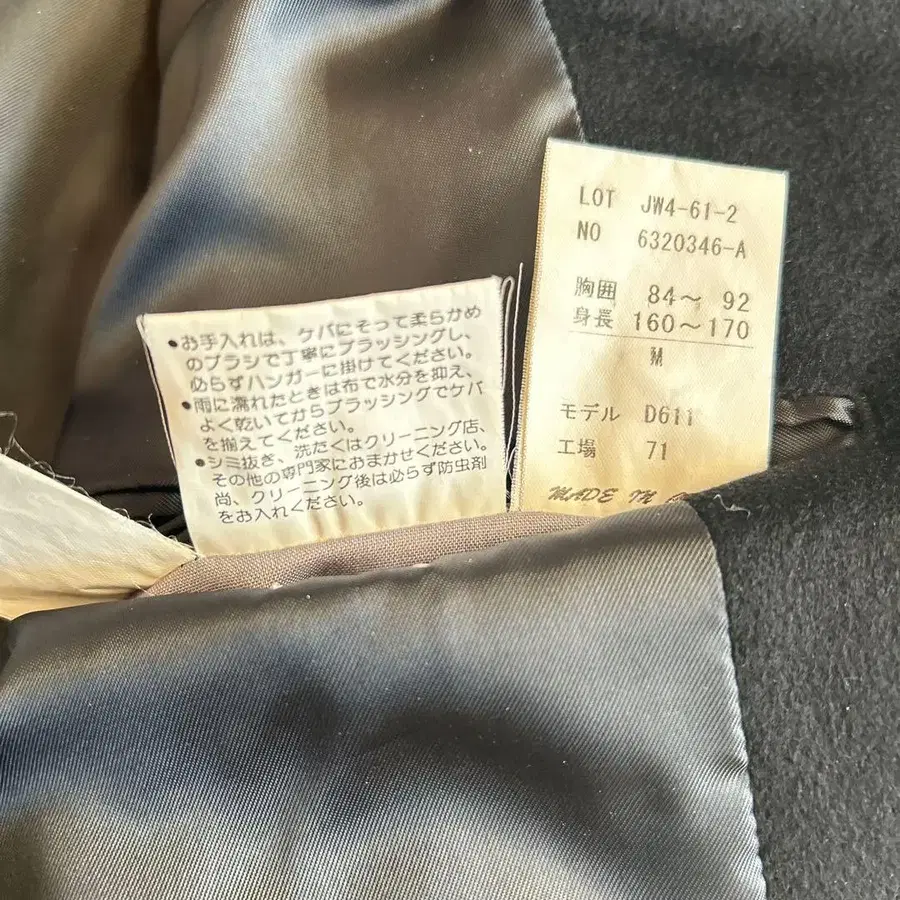 ●お手入れは、ケバにそって柔らかめ
のブラシで丁寧にブラッシングし、
必らずハンガーに掛けてください。
●雨に濡れたときは布で水分を抑え、
よく乾いてからブラッシングでケバ
を揃えてください。
●シミ抜き、洗たくはクリーニング店、
その他の専門家におまかせください。
尚、クリーニング後は必らず防虫剤
をお入れください。
LOT JW4-61-2
NO 6320346-A
胸囲 84～ 92
身長 160～170
M
モデル D611
工場 71
MADE IN